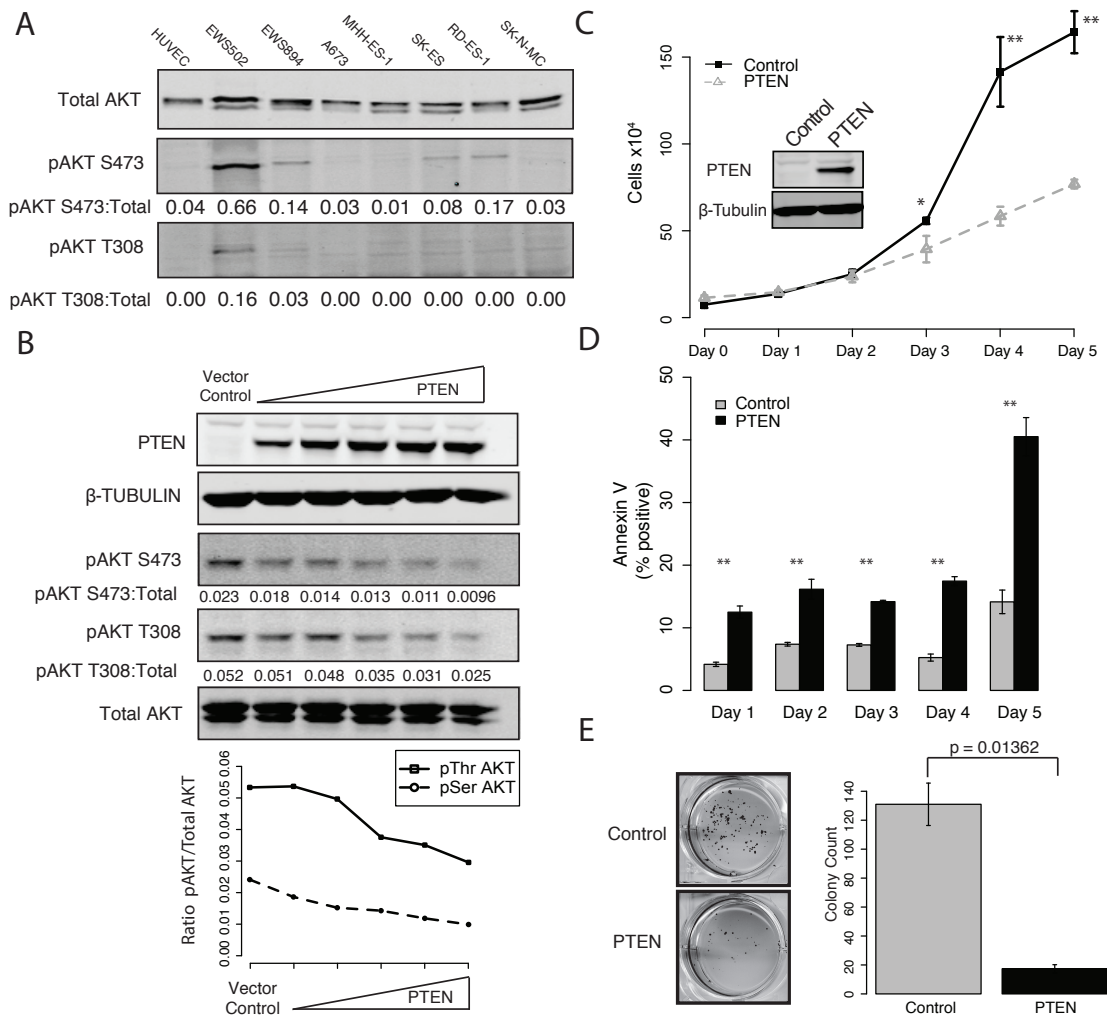 A
HUVEC EWS502 EWS894 A673 MHH-ES-1 SK-ES RD-ES-1 SK-N-MC
Total AKT
pAKT S473
pAKT S473:Total 0.04 0.66 0.14 0.03 0.01 0.08 0.17 0.03
pAKT T308
pAKT T308:Total 0.00 0.16 0.03 0.00 0.00 0.00 0.00 0.00
B
Vector
Control
PTEN
PTEN
β-TUBULIN
pAKT S473
pAKT S473:Total 0.023 0.018 0.014 0.013 0.011 0.0096
pAKT T308
pAKT T308:Total 0.052 0.051 0.048 0.035 0.031 0.025
Total AKT
Ratio pAKT/Total AKT
0.00 0.01 0.02 0.03 0.04 0.05 0.06
pThr AKT
pSer AKT
Vector
Control
PTEN
C
Cells x10⁴
0 50 100 150
Control
PTEN
Control PTEN
PTEN
β-Tubulin
*
**
**
Day 0 Day 1 Day 2 Day 3 Day 4 Day 5
D
Annexin V
(% positive)
0 10 20 30 40 50
Control
PTEN
** ** ** ** **
Day 1 Day 2 Day 3 Day 4 Day 5
E
Control
PTEN
p = 0.01362
Colony Count
0 20 40 60 80 100 120 140
Control PTEN